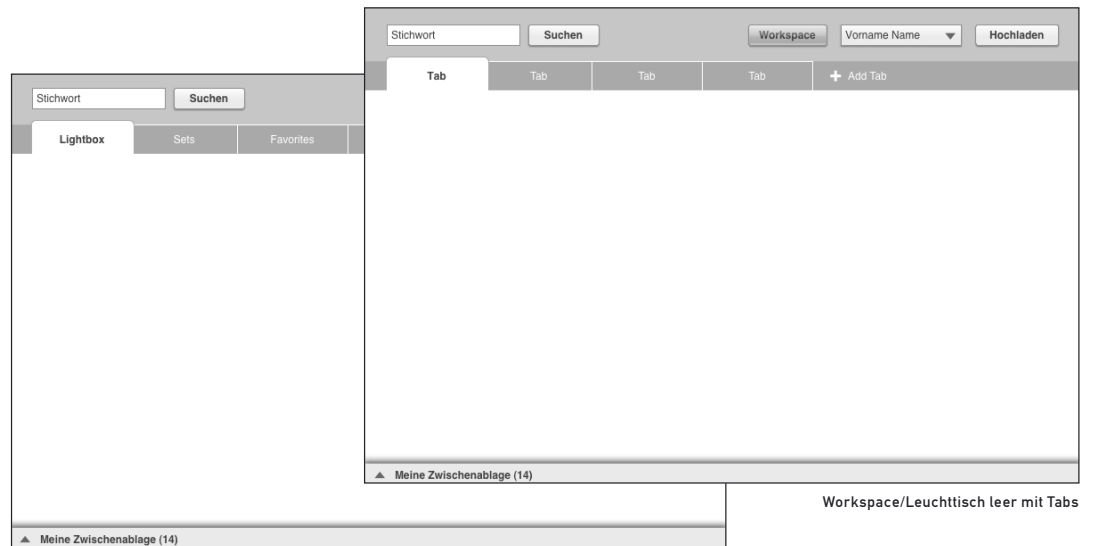 Stichwort Suchen Workspace Vorname Name Hochladen
Tab Tab Tab Tab + Add Tab
Meine Zwischenablage (14)
Workspace/Leuchttisch leer mit Tabs
Stichwort Suchen
Lightbox Sets Favorites
Meine Zwischenablage (14)